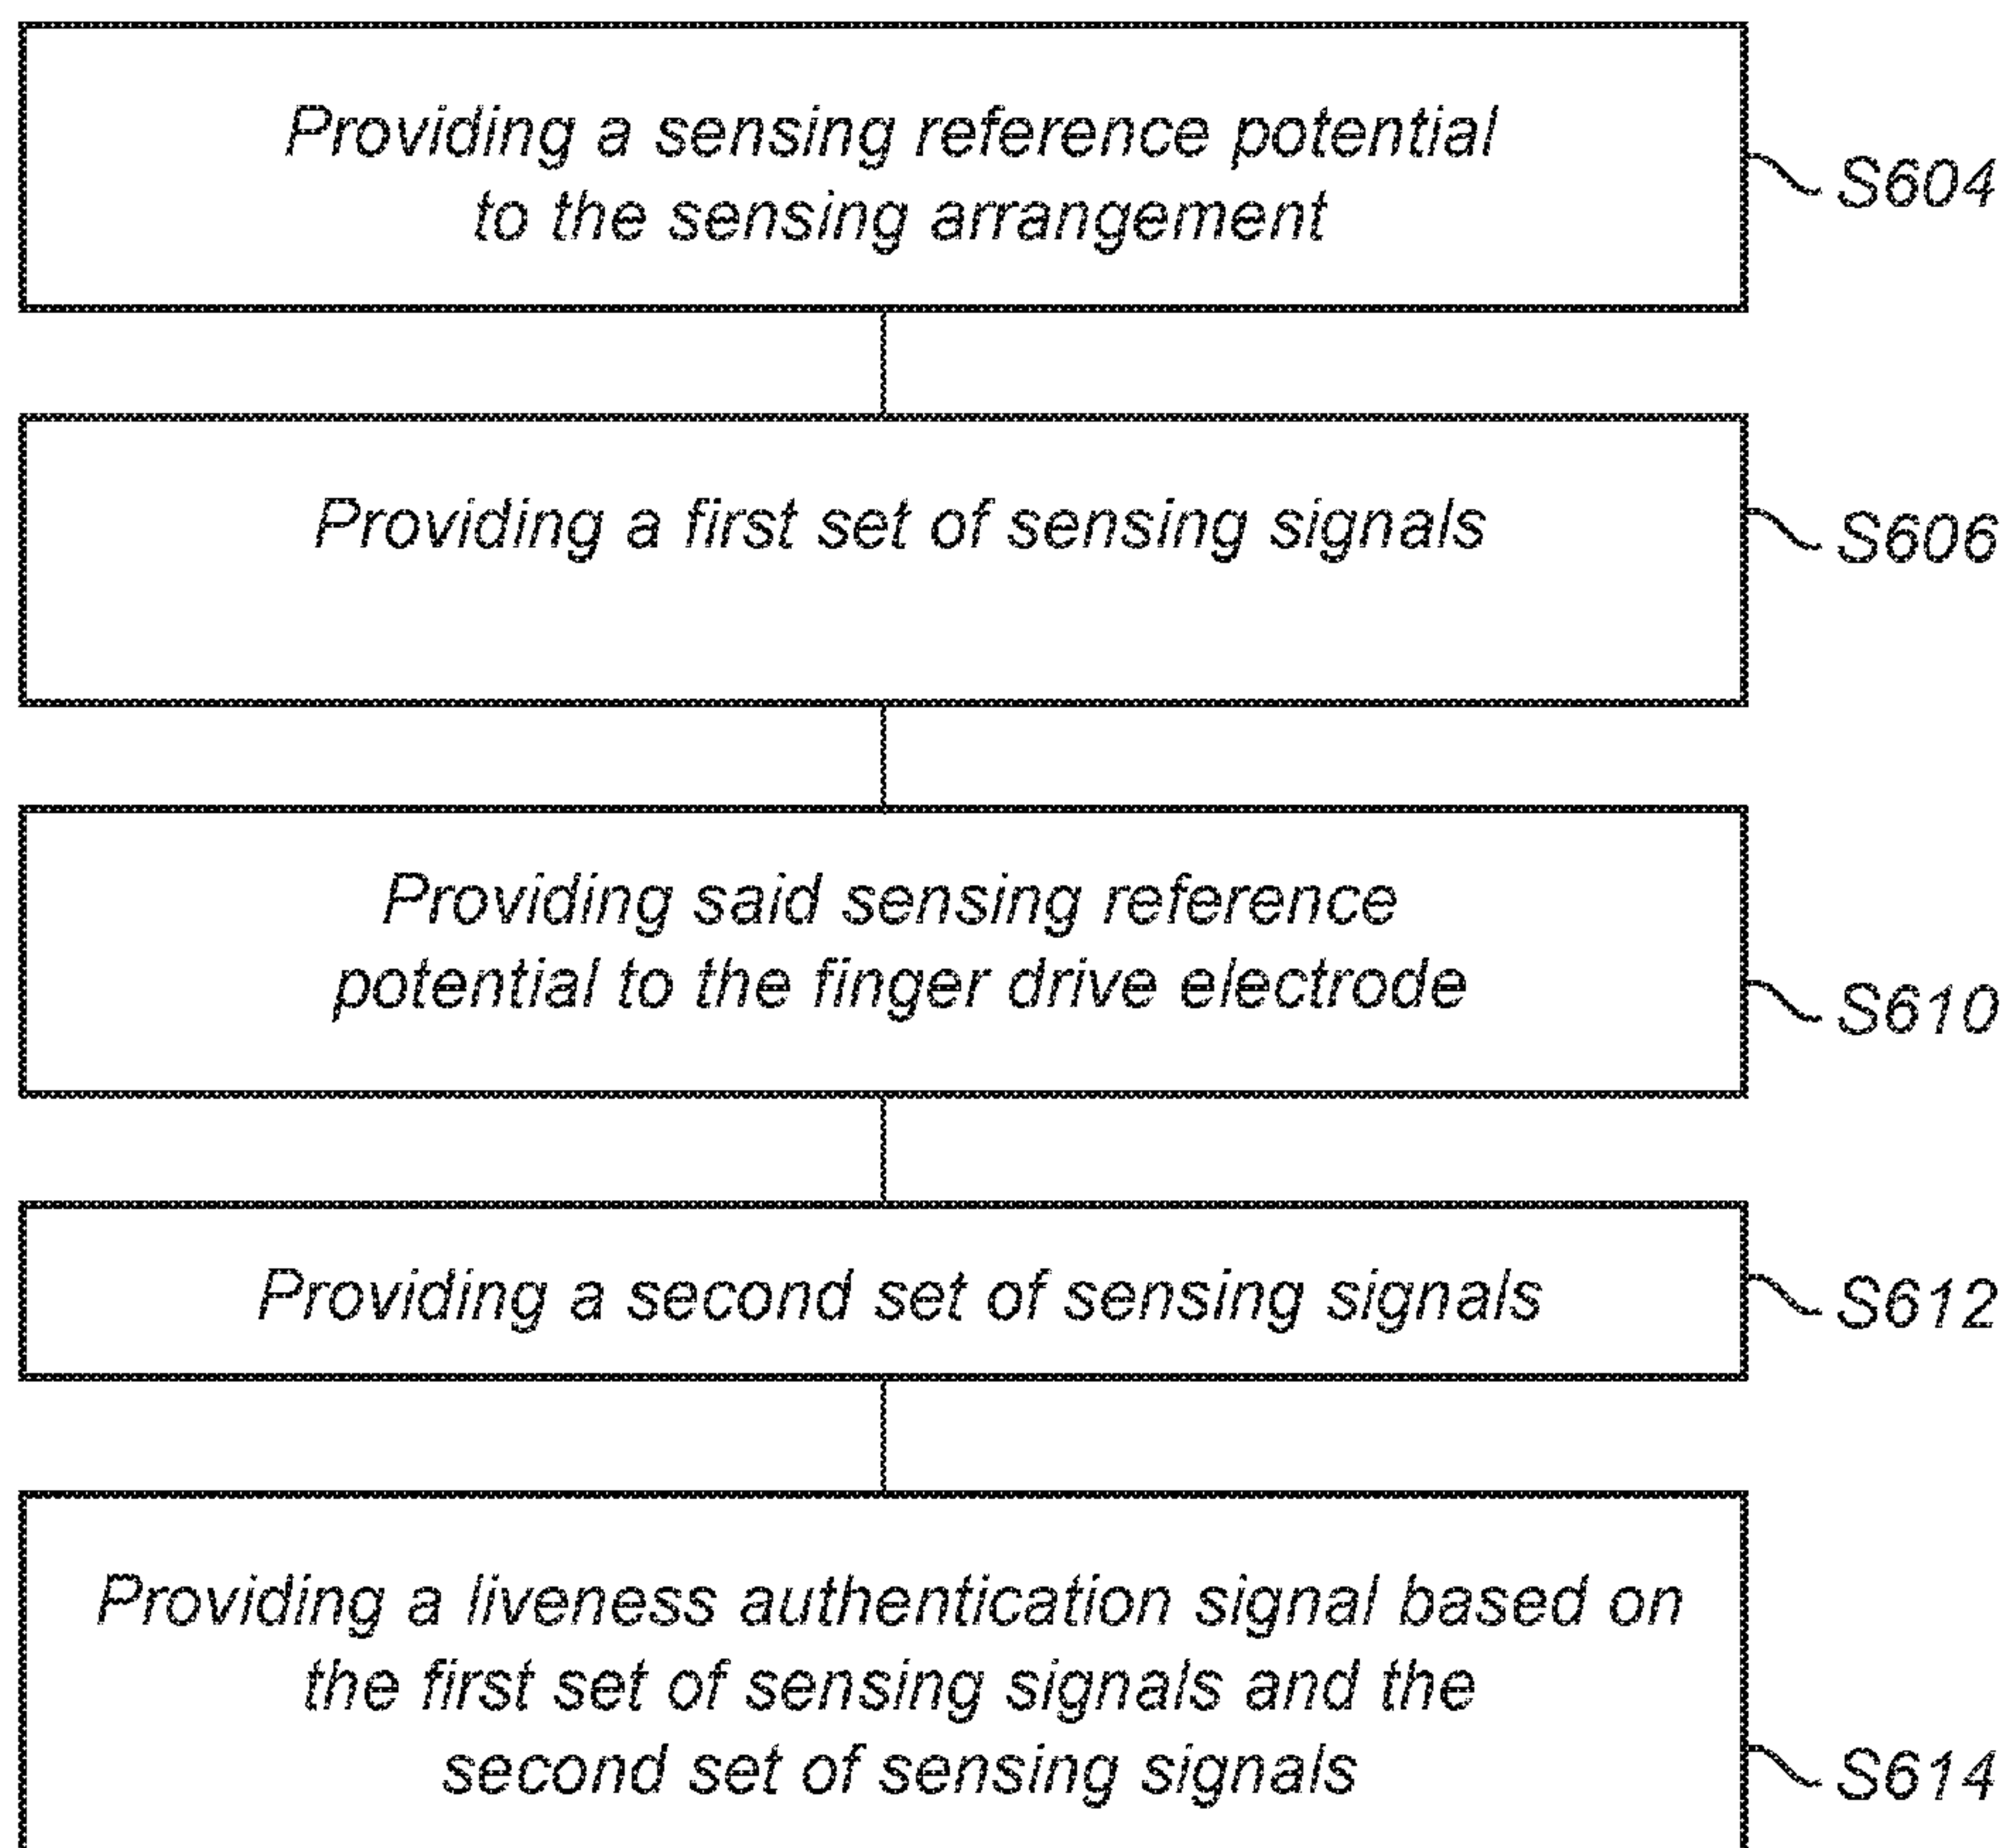 Providing a sensing reference potential
to the sensing arrangement
S604
Providing a first set of sensing signals
S606
Providing said sensing reference
potential to the finger drive electrode
S610
Providing a second set of sensing signals
S612
Providing a liveness authentication signal based on
the first set of sensing signals and the
second set of sensing signals
S614